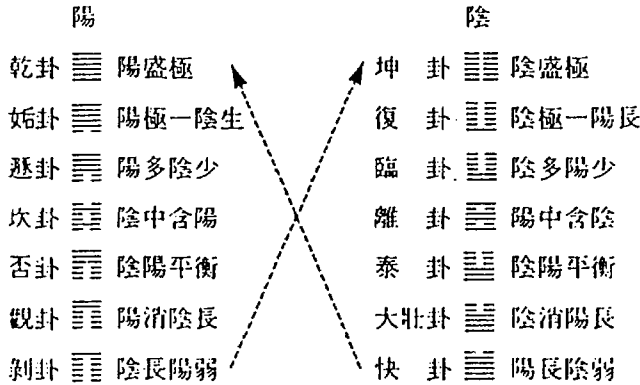 陽
陰
乾卦 ䷀ 陽盛極
坤 卦 ䷁ 陰盛極
姤卦 ䷫ 陽極一陰生
復 卦 ䷗ 陰極一陽長
遯卦 ䷠ 陽多陰少
臨 卦 ䷒ 陰多陽少
坎卦 ䷜ 陰中含陽
離 卦 ䷝ 陽中含陰
否卦 ䷋ 陰陽平衡
泰 卦 ䷊ 陰陽平衡
觀卦 ䷓ 陽消陰長
大壯卦 ䷡ 陰消陽長
剝卦 ䷖ 陰長陽弱
快 卦 ䷪ 陽長陰弱